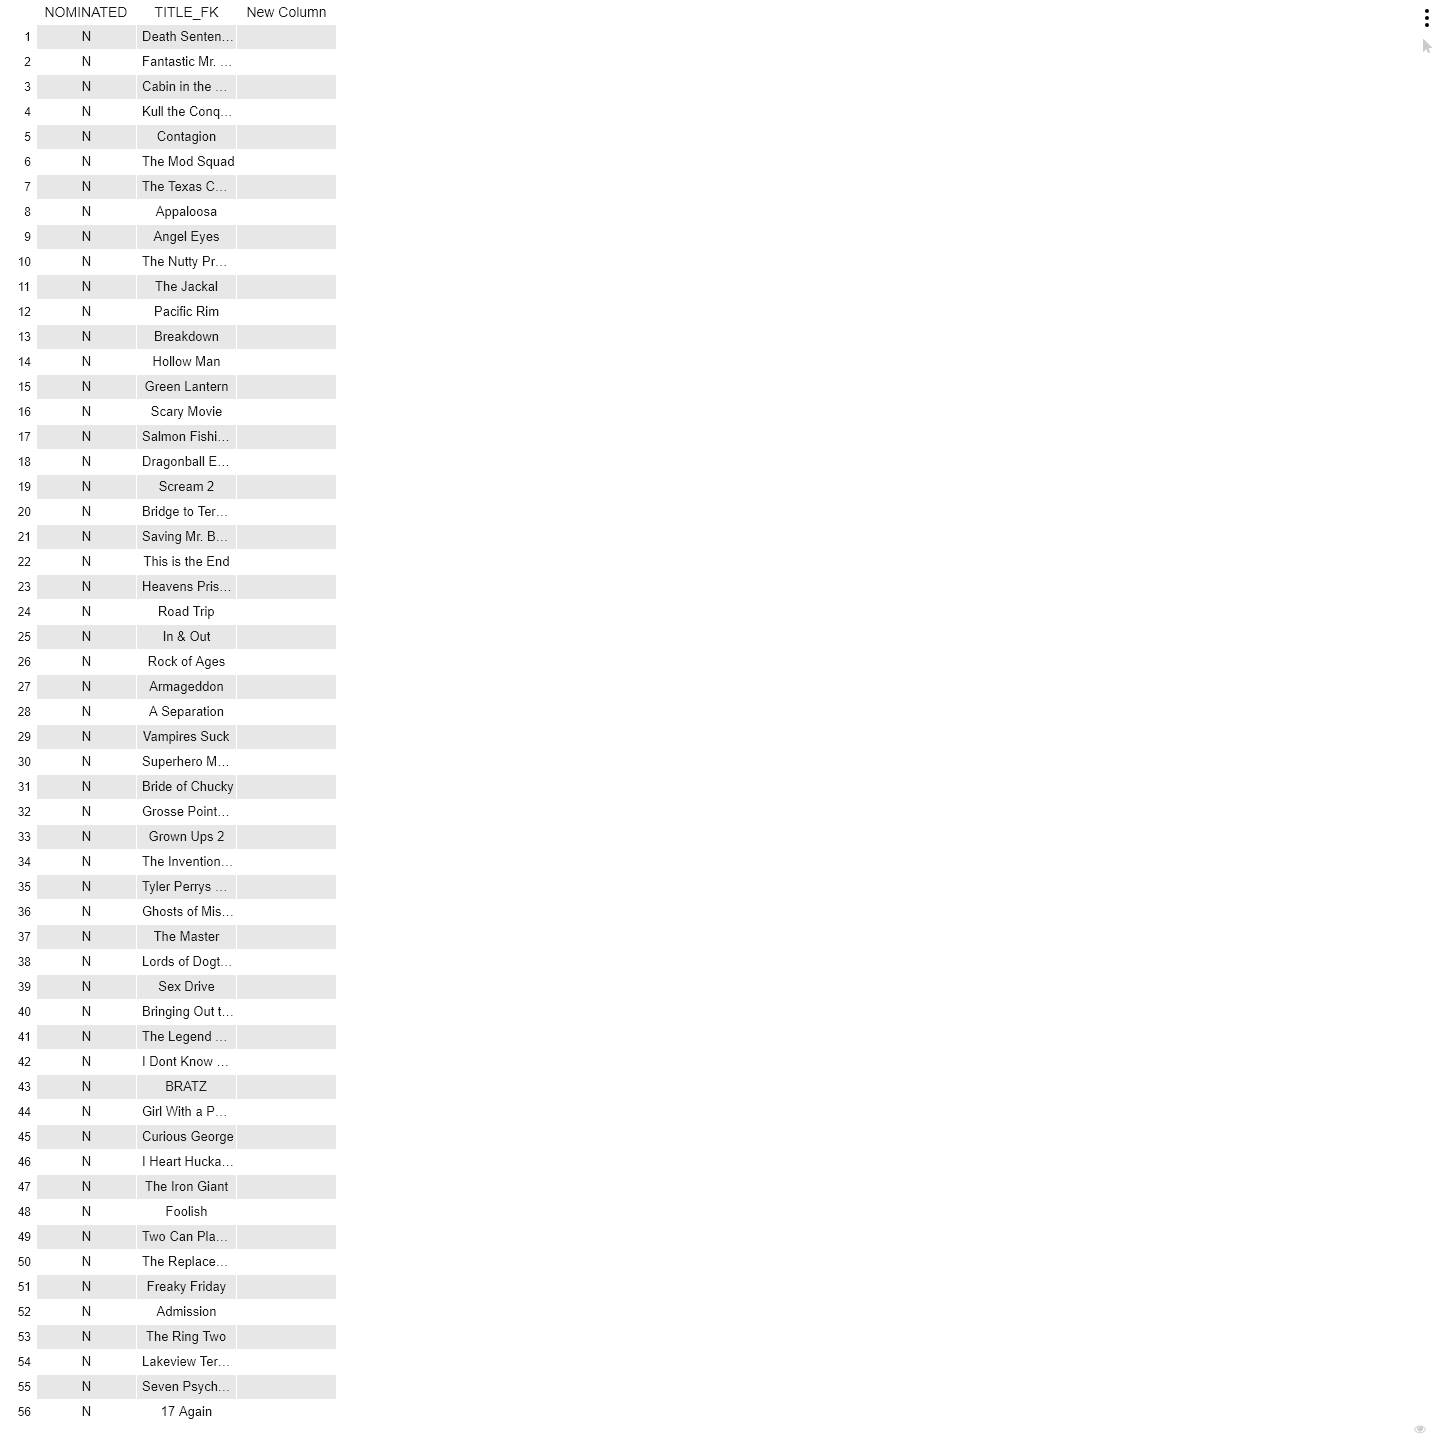 NOMINATED TITLE_FK New Column
1 N Death Senten...
2 N Fantastic Mr. ...
3 N Cabin in the ...
4 N Kull the Conq...
5 N Contagion
6 N The Mod Squad
7 N The Texas C...
8 N Appaloosa
9 N Angel Eyes
10 N The Nutty Pr...
11 N The Jackal
12 N Pacific Rim
13 N Breakdown
14 N Hollow Man
15 N Green Lantern
16 N Scary Movie
17 N Salmon Fishi...
18 N Dragonball E...
19 N Scream 2
20 N Bridge to Ter...
21 N Saving Mr. B...
22 N This is the End
23 N Heavens Pris...
24 N Road Trip
25 N In & Out
26 N Rock of Ages
27 N Armageddon
28 N A Separation
29 N Vampires Suck
30 N Superhero M...
31 N Bride of Chucky
32 N Grosse Point...
33 N Grown Ups 2
34 N The Invention...
35 N Tyler Perrys ...
36 N Ghosts of Mis...
37 N The Master
38 N Lords of Dogt...
39 N Sex Drive
40 N Bringing Out t...
41 N The Legend ...
42 N I Dont Know ...
43 N BRATZ
44 N Girl With a P...
45 N Curious George
46 N I Heart Hucka...
47 N The Iron Giant
48 N Foolish
49 N Two Can Pla...
50 N The Replace...
51 N Freaky Friday
52 N Admission
53 N The Ring Two
54 N Lakeview Ter...
55 N Seven Psych...
56 N 17 Again